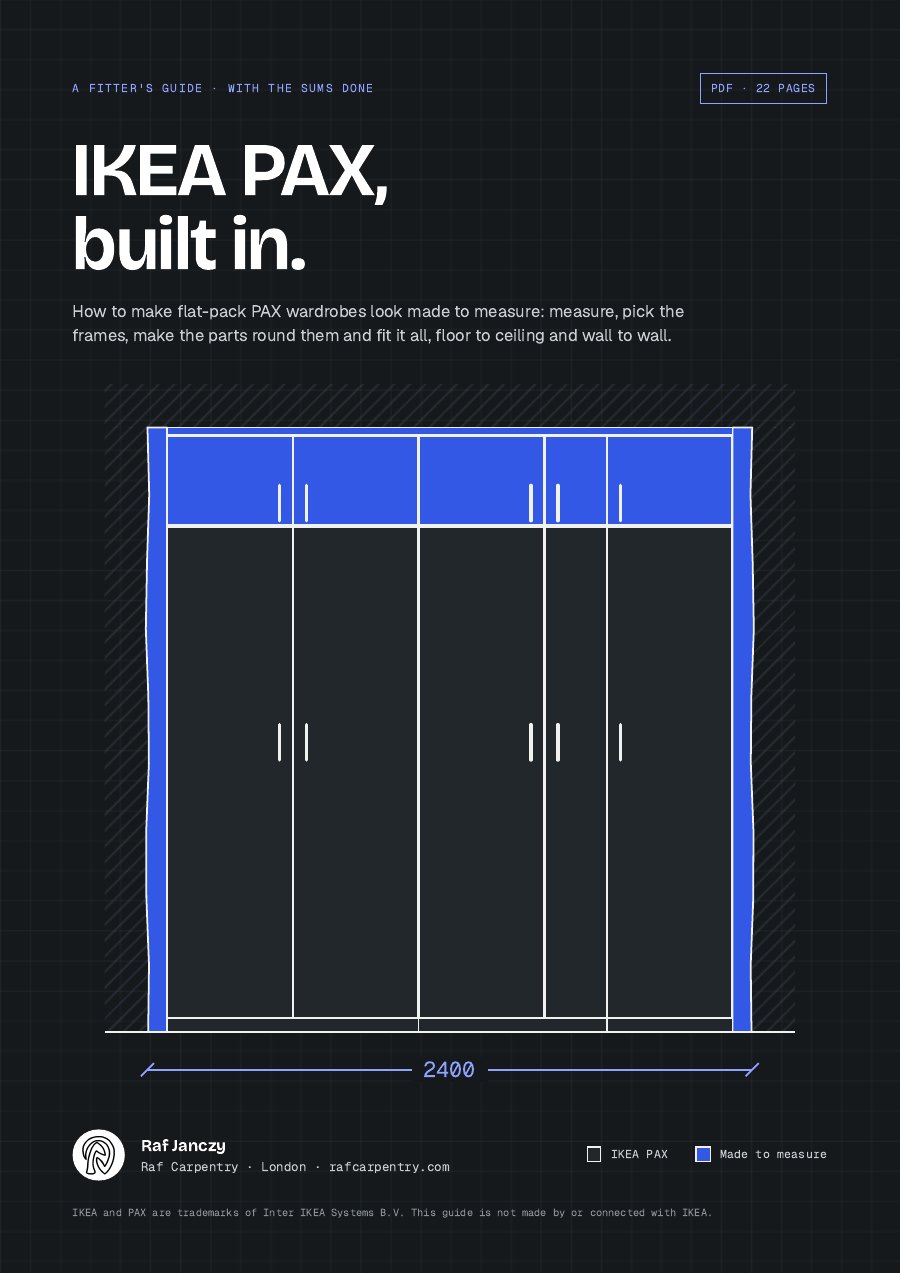 A FITTER'S GUIDE · WITH THE SUMS DONE
PDF · 22 PAGES
IKEA PAX,
built in.
How to make flat-pack PAX wardrobes look made to measure: measure, pick the
frames, make the parts round them and fit it all, floor to ceiling and wall to wall.
2400
Raf Janczy
Raf Carpentry · London · rafcarpentry.com
IKEA PAX
Made to measure
IKEA and PAX are trademarks of Inter IKEA Systems B.V. This guide is not made by or connected with IKEA.